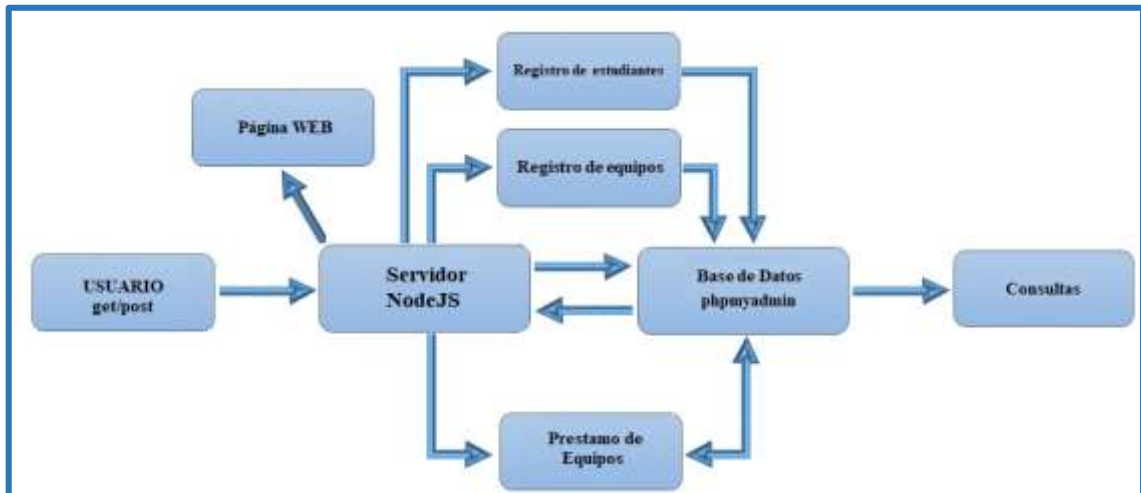 Registro de estudiantes
Página WEB
Registro de equipos
USUARIO
get/post
Servidor
NodeJS
Base de Datos
phpmyadmin
Consultas
Prestamo de
Equipos